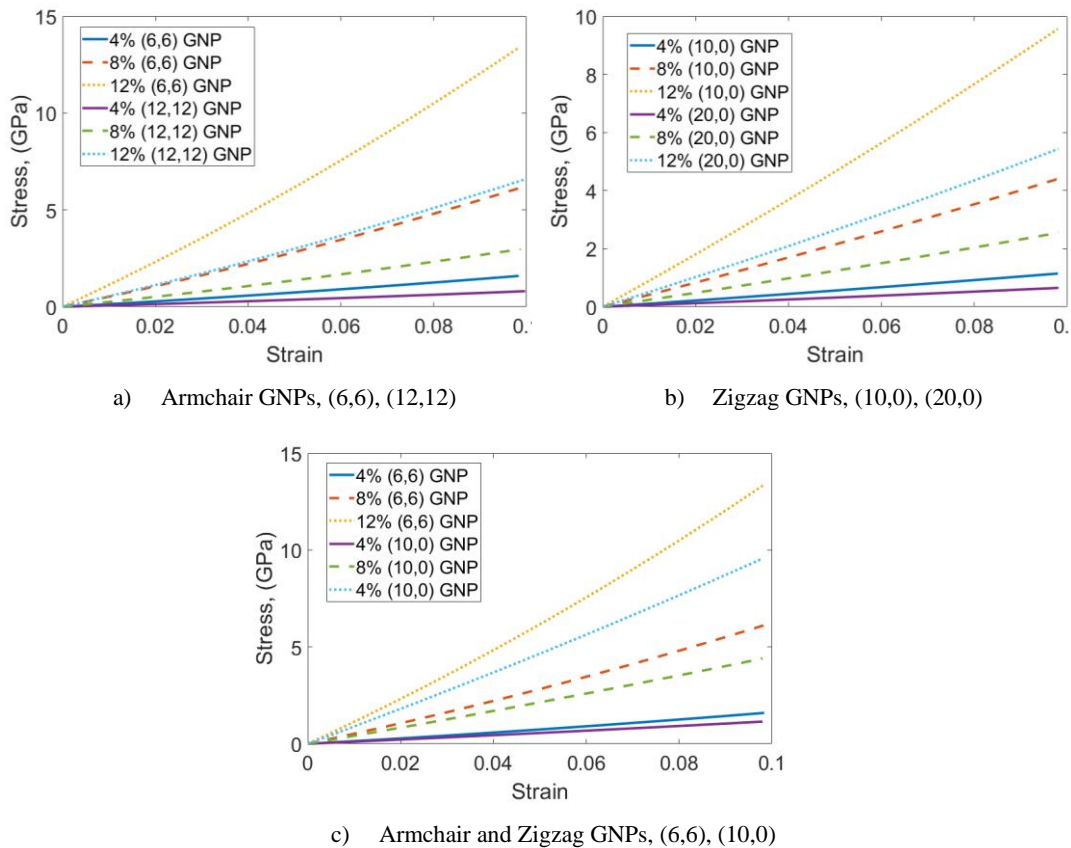 15
10
5
0
Stress, (GPa)
4% (6,6) GNP
8% (6,6) GNP
12% (6,6) GNP
4% (12,12) GNP
8% (12,12) GNP
12% (12,12) GNP
0 0.02 0.04 0.06 0.08 0.
Strain
a) Armchair GNPs, (6,6), (12,12)
10
8
6
4
2
0
Stress, (GPa)
4% (10,0) GNP
8% (10,0) GNP
12% (10,0) GNP
4% (20,0) GNP
8% (20,0) GNP
12% (20,0) GNP
0 0.02 0.04 0.06 0.08 0.
Strain
b) Zigzag GNPs, (10,0), (20,0)
15
10
5
0
Stress, (GPa)
4% (6,6) GNP
8% (6,6) GNP
12% (6,6) GNP
4% (10,0) GNP
8% (10,0) GNP
4% (10,0) GNP
0 0.02 0.04 0.06 0.08 0.1
Strain
c) Armchair and Zigzag GNPs, (6,6), (10,0)